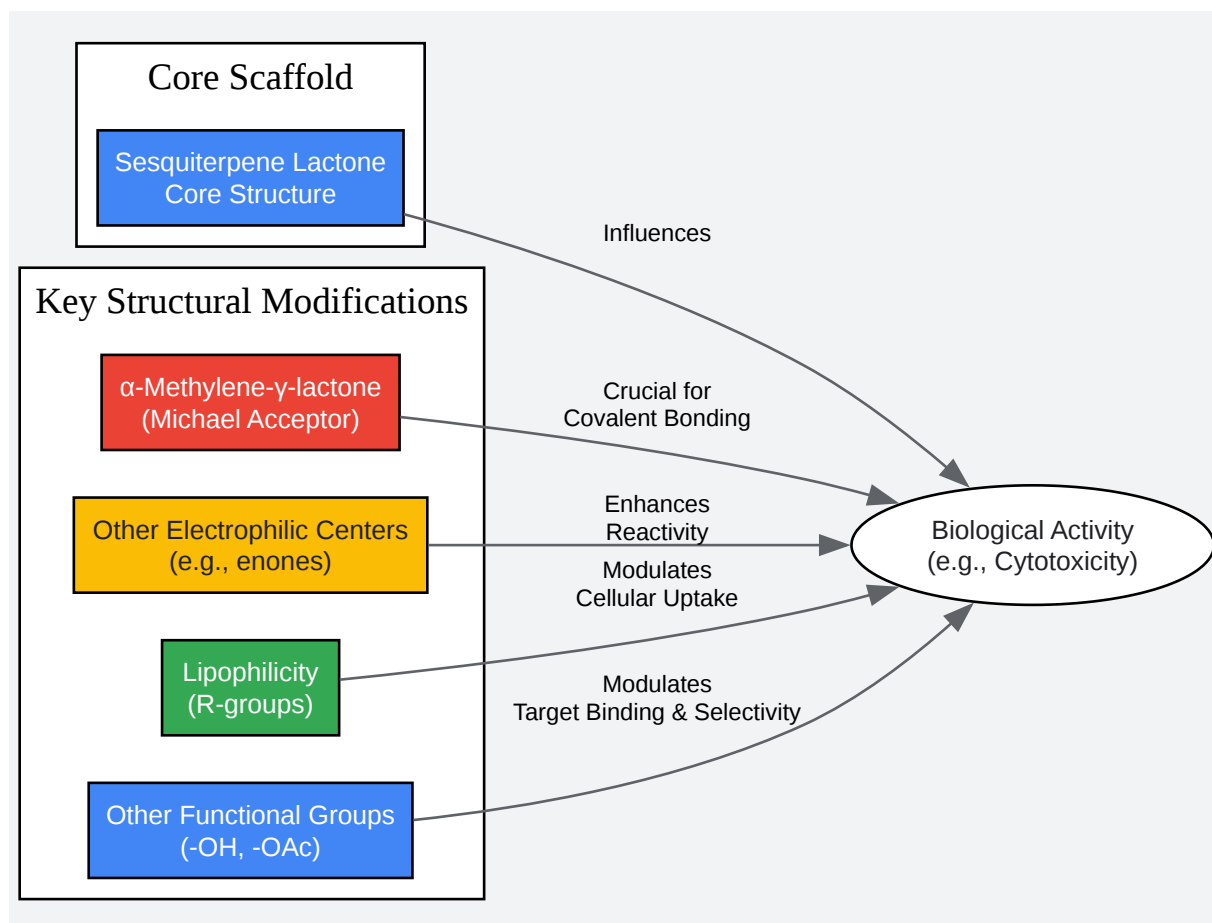 Core Scaffold
Sesquiterpene Lactone
Core Structure
Influences
Key Structural Modifications
α-Methylene-γ-lactone
(Michael Acceptor)
Crucial for
Covalent Bonding
Other Electrophilic Centers
(e.g., enones)
Enhances
Reactivity
Biological Activity
(e.g., Cytotoxicity)
Modulates
Cellular Uptake
Lipophilicity
(R-groups)
Modulates
Target Binding & Selectivity
Other Functional Groups
(-OH, -OAc)